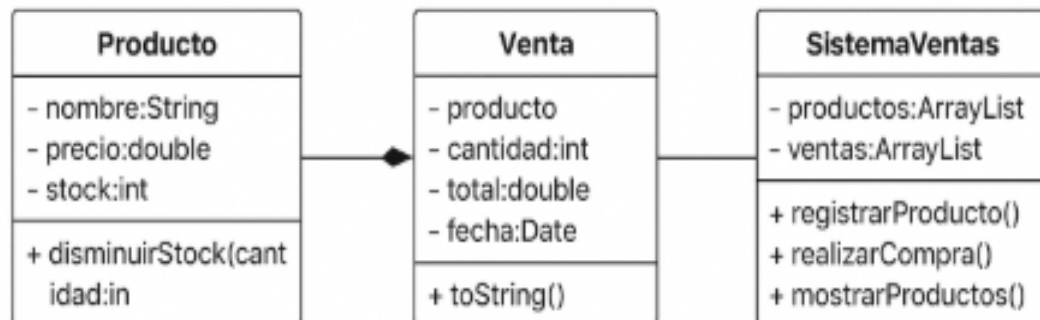 Producto
- nombre:String
- precio:double
- stock:int
+ disminuirStock(cant
idad:in
Venta
- producto
- cantidad:int
- total:double
- fecha:Date
+ toString()
SistemaVentas
- productos:ArrayList
- ventas:ArrayList
+ registrarProducto()
+ realizarCompra()
+ mostrarProductos()